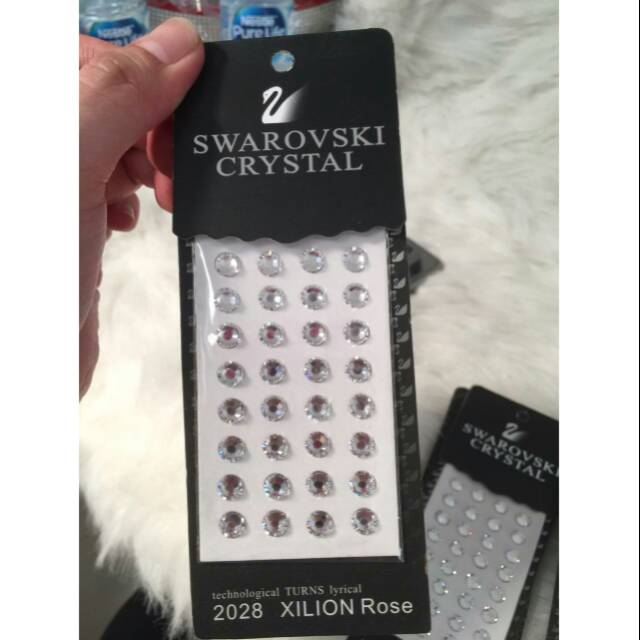 Nestlé
Pure Life
SWAROVSKI
CRYSTAL
technological TURNS lyrical
2028 XILION Rose
SWAROVSKI
CRYSTAL